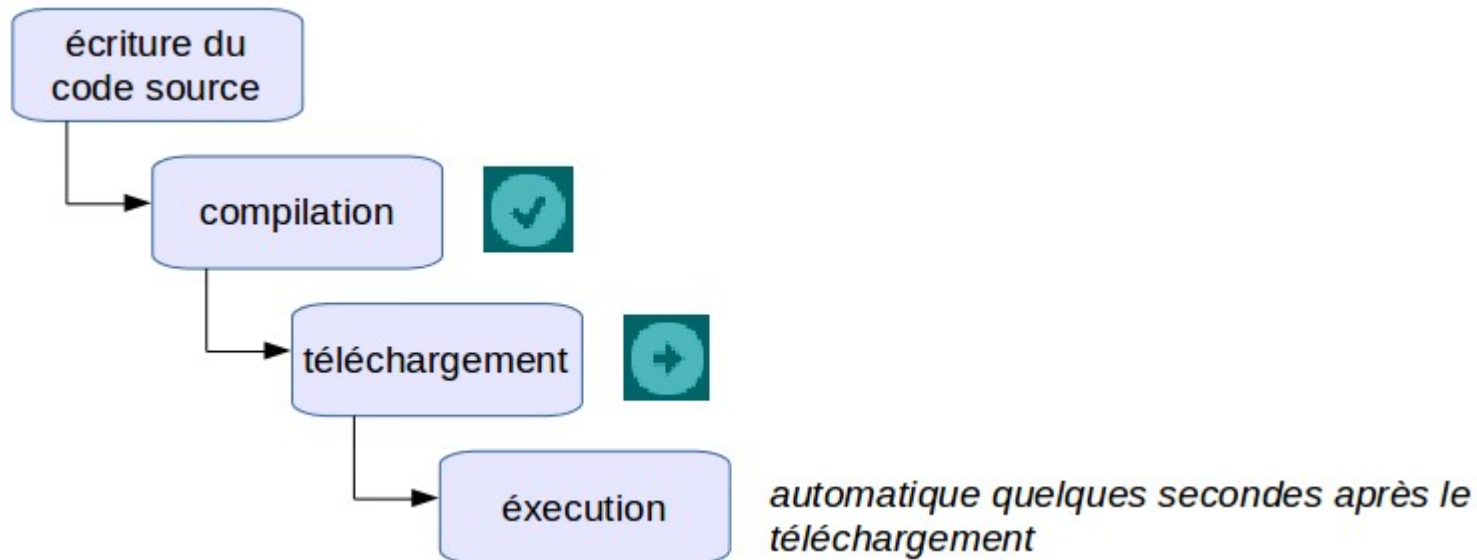 écriture du
code source
compilation
téléchargement
éxecution
automatique quelques secondes après le
téléchargement